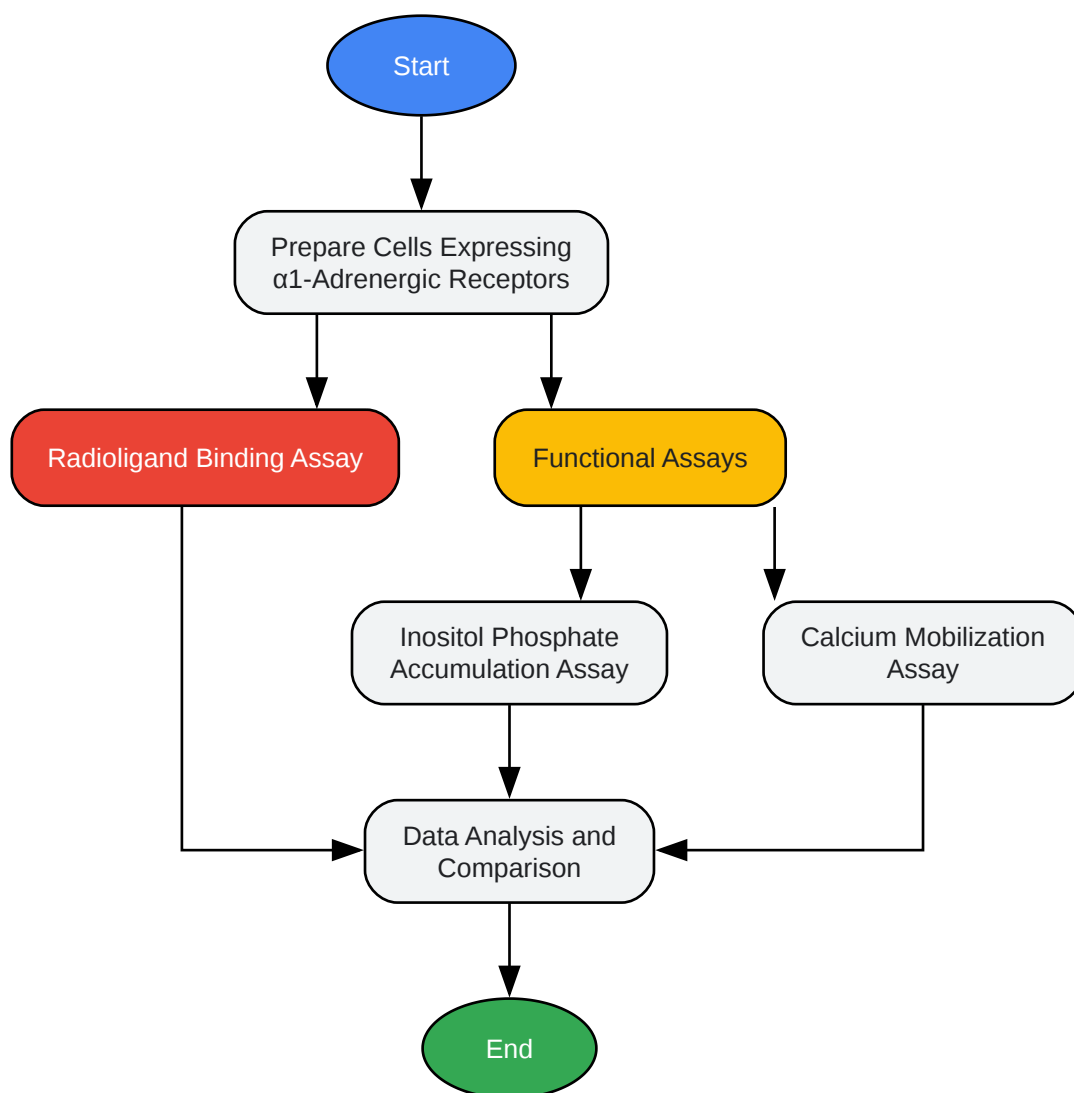 Start
Prepare Cells Expressing
α1-Adrenergic Receptors
Radioligand Binding Assay
Functional Assays
Inositol Phosphate
Accumulation Assay
Calcium Mobilization
Assay
Data Analysis and
Comparison
End